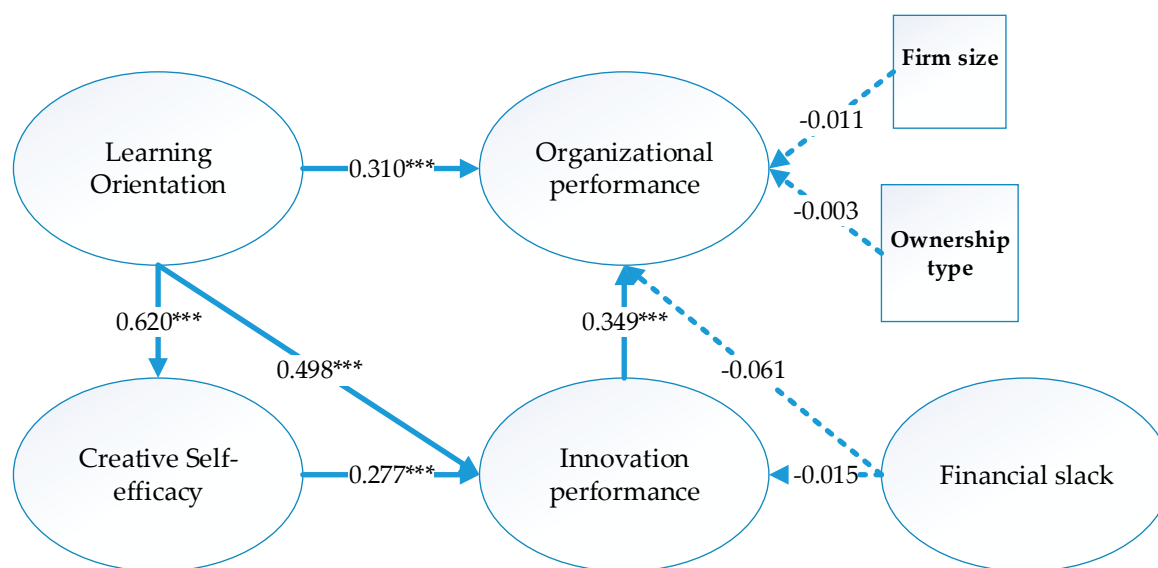 Firm size
Learning
Orientation
0.310***
Organizational
performance
-0.011
-0.003
Ownership
type
0.620***
0.498***
0.349***
-0.061
Creative Self-
efficacy
0.277***
Innovation
performance
-0.015
Financial slack